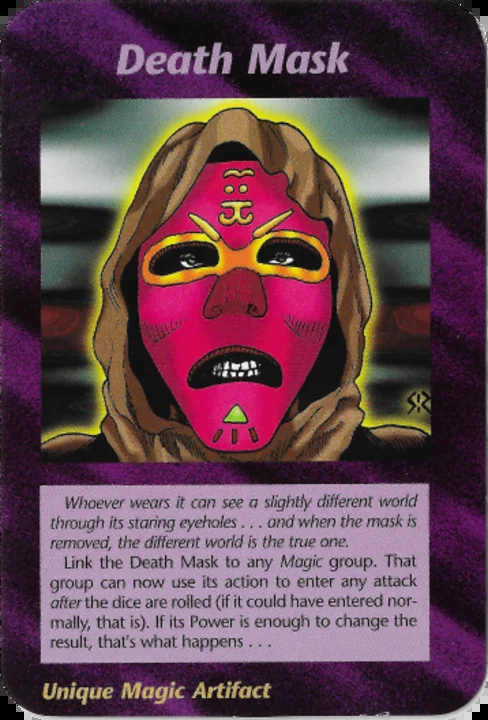 Death Mask
Whoever wears it can see a slightly different world
through its staring eyeholes . . . and when the mask is
removed, the different world is the true one.
Link the Death Mask to any Magic group. That
group can now use its action to enter any attack
after the dice are rolled (if it could have entered nor-
mally, that is). If its Power is enough to change the
result, that's what happens . . .
Unique Magic Artifact